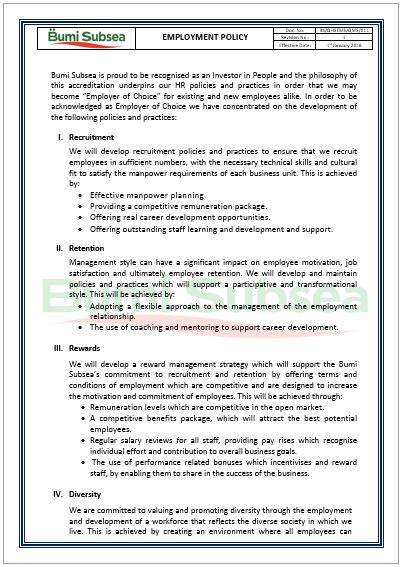 Bumi Subsea
EMPLOYMENT POLICY
Doc. No:
Revision No.:
1
Effective Date:
1st January 2016
Bumi Subsea is proud to be recognised as an Investor in People and the philosophy of
this accreditation underpins our HR policies and practices in order that we may
become “Employer of Choice” for existing and new employees alike. In order to be
acknowledged as Employer of Choice we have concentrated on the development of
the following policies and practices:
I. Recruitment
We will develop recruitment policies and practices to ensure that we recruit
employees in sufficient numbers, with the necessary technical skills and cultural
fit to satisfy the manpower requirements of each business unit. This is achieved
by:
• Effective manpower planning.
• Providing a competitive remuneration package.
• Offering real career development opportunities.
• Offering outstanding staff learning and development and support.
II. Retention
Management style can have a significant impact on employee motivation, job
satisfaction and ultimately employee retention. We will develop and maintain
policies and practices which will support a participative and transformational
style. This will be achieved by:
• Adopting a flexible approach to the management of the employment
relationship.
• The use of coaching and mentoring to support career development.
Bumi Subsea
III. Rewards
We will develop a reward management strategy which will support the Bumi
Subsea’s commitment to recruitment and retention by offering terms and
conditions of employment which are competitive and are designed to increase
the motivation and commitment of employees. This will be achieved through:
• Remuneration levels which are competitive in the open market.
• A competitive benefits package, which will attract the best potential
employees.
• Regular salary reviews for all staff, providing pay rises which recognise
individual effort and contribution to overall business goals.
• The use of performance related bonuses which incentivises and reward
staff, by enabling them to share in the success of the business.
IV. Diversity
We are committed to valuing and promoting diversity through the employment
and development of a workforce that reflects the diverse society in which we
live. This is achieved by creating an environment where all employees can